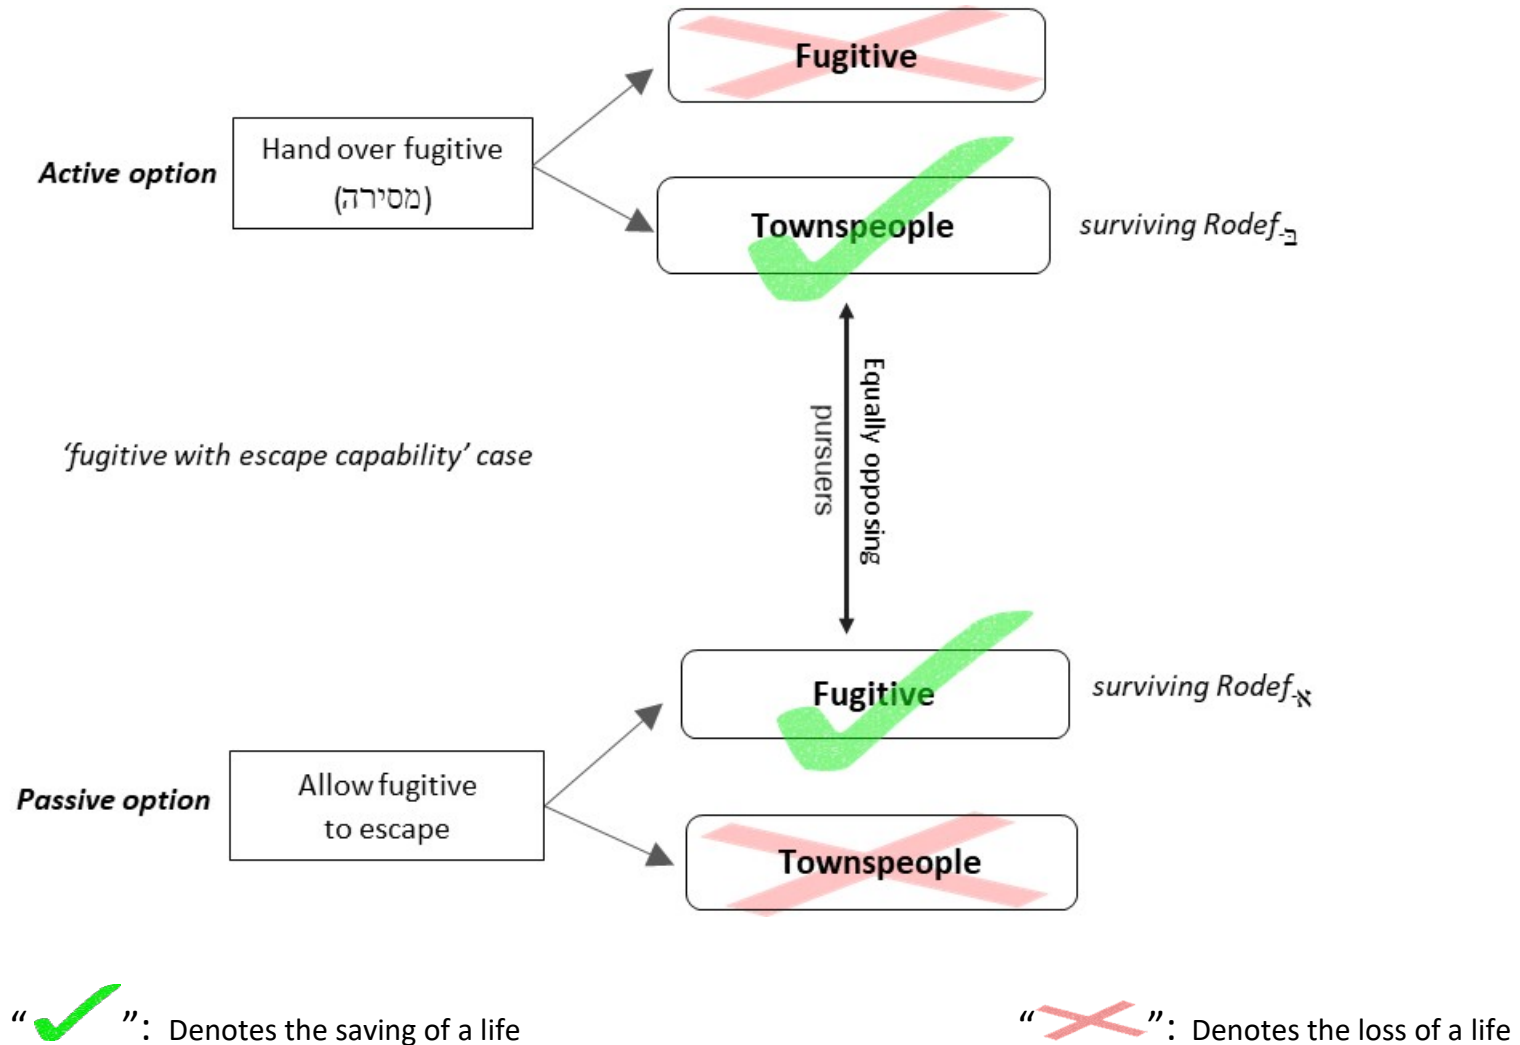 Fugitive
Active option
Hand over fugitive
(מסירה)
Townspeople
surviving Rodef-בּ
'fugitive with escape capability' case
Equally opposing
pursuers
Fugitive
surviving Rodef-א
Passive option
Allow fugitive
to escape
Townspeople
“ ”: Denotes the saving of a life
“ ”: Denotes the loss of a life